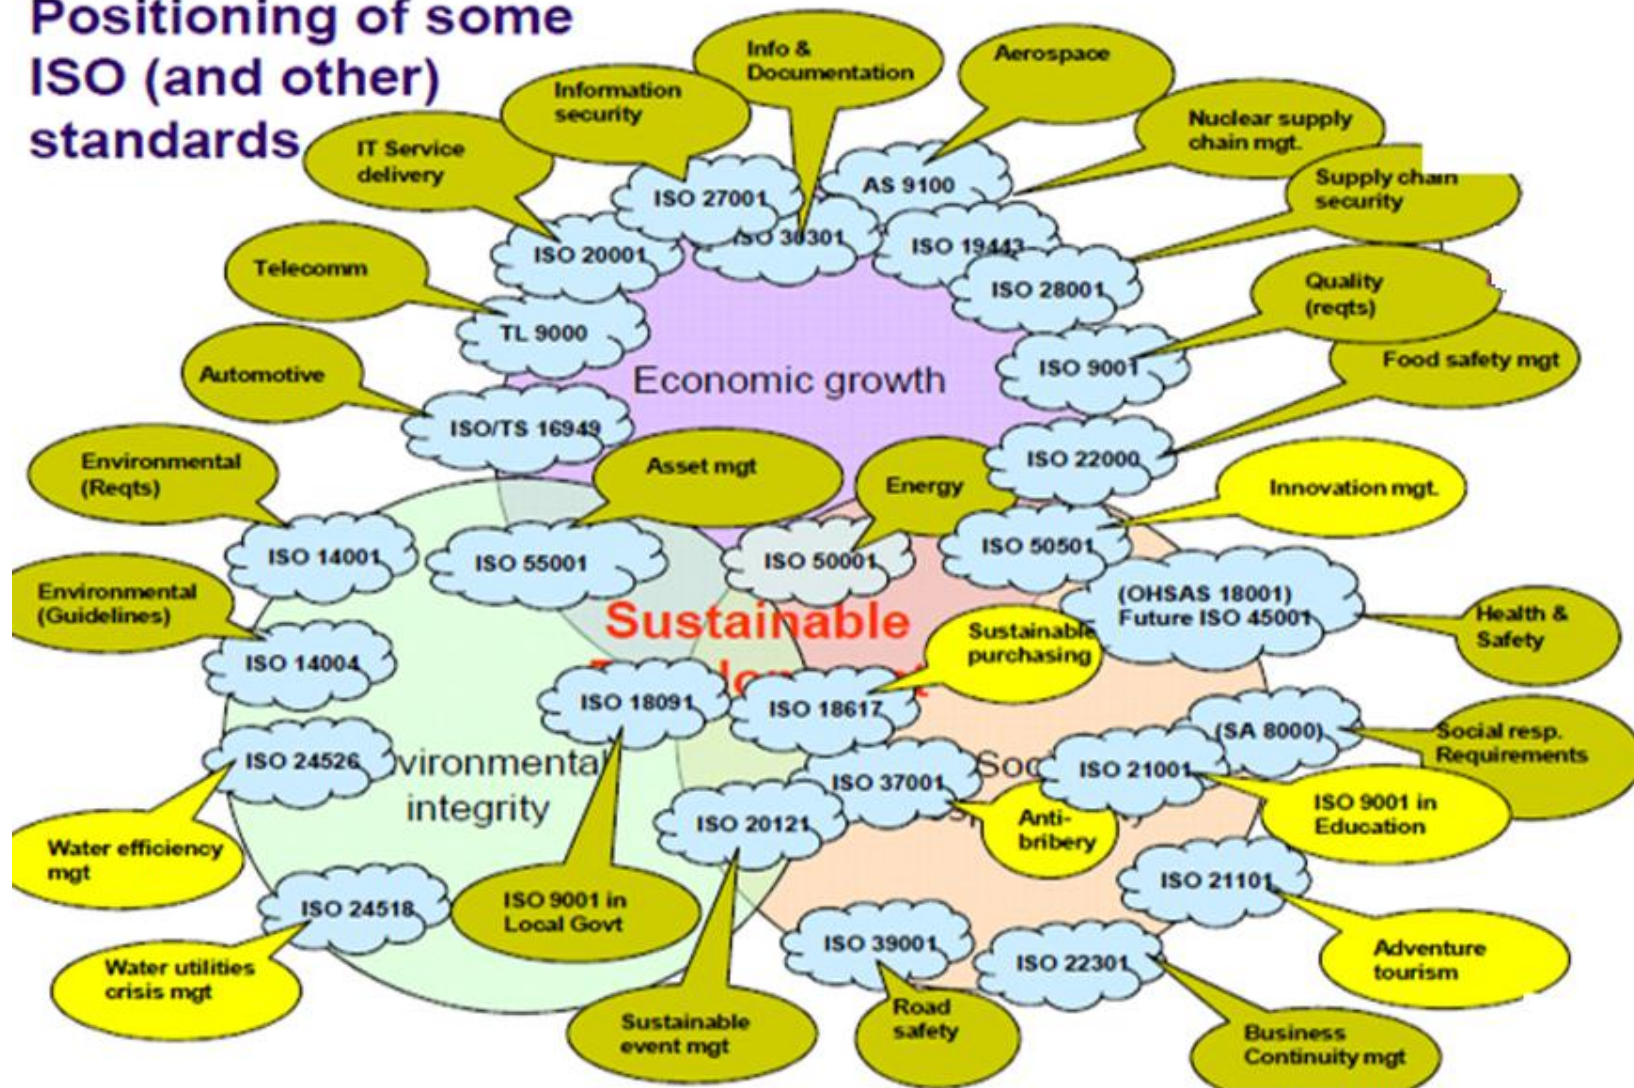 Positioning of some
ISO (and other)
standards
Info &
Documentation
Aerospace
Information
security
Nuclear supply
chain mgt.
IT Service
delivery
Supply chain
security
ISO 27001
AS 9100
ISO 30301
ISO 19443
ISO 20001
Telecomm
ISO 28001
Quality
(reqts)
TL 9000
Food safety mgt
ISO 9001
Automotive
Economic growth
ISO/TS 16949
ISO 22000
Environmental
(Reqts)
Asset mgt
Energy
Innovation mgt.
ISO 14001
ISO 55001
ISO 50001
ISO 50501
Environmental
(Guidelines)
(OHSAS 18001)
Future ISO 45001
Health &
Safety
Sustainable
Sustainable
purchasing
ISO 14004
ISO 18091
ISO 18617
(SA 8000)
Social resp.
Requirements
ISO 24526
vironmental
integrity
ISO 37001
Soc
ISO 21001
ISO 9001 in
Education
ISO 20121
Anti-
bribery
Water efficiency
mgt
ISO 21101
ISO 24518
ISO 9001 in
Local Govt
ISO 39001
ISO 22301
Adventure
tourism
Water utilities
crisis mgt
Sustainable
event mgt
Road
safety
Business
Continuity mgt